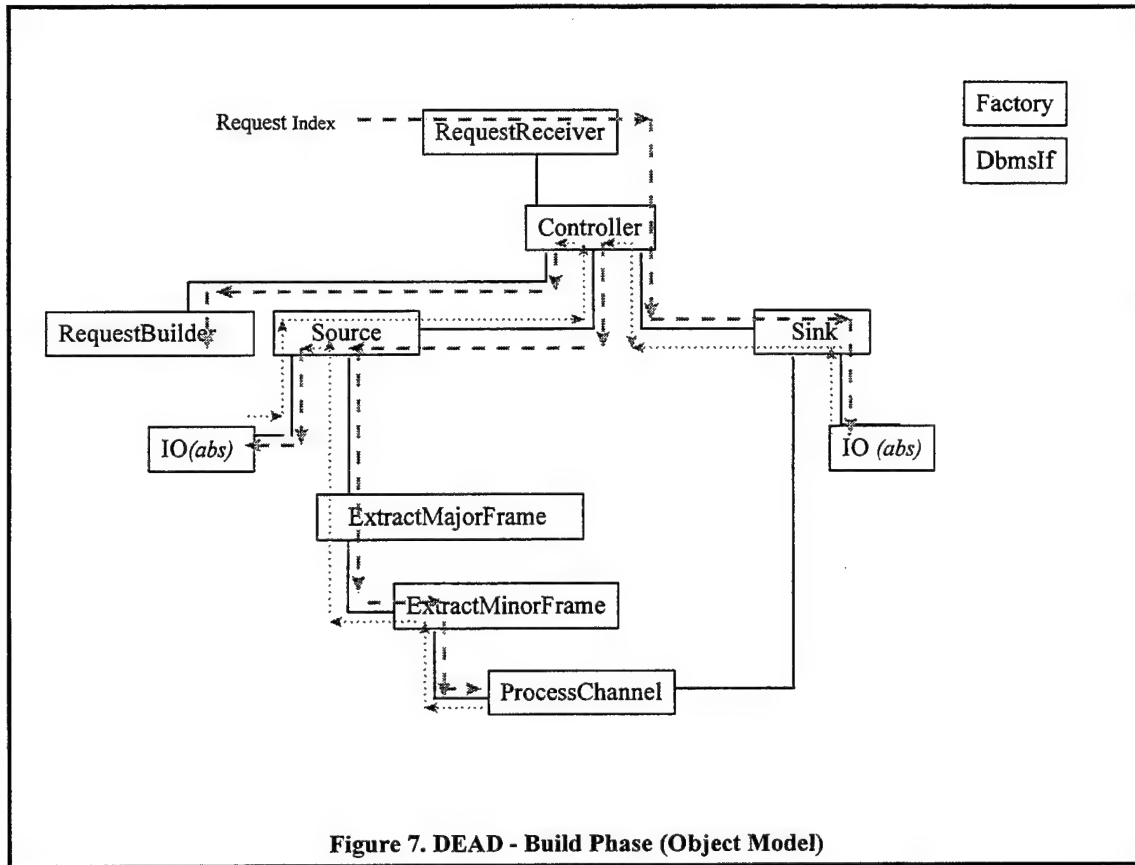 Factory
Request Index
RequestReceiver
DbmsIf
Controller
RequestBuilder
Source
Sink
IO(abs)
IO (abs)
ExtractMajorFrame
ExtractMinorFrame
ProcessChannel
Figure 7. DEAD - Build Phase (Object Model)